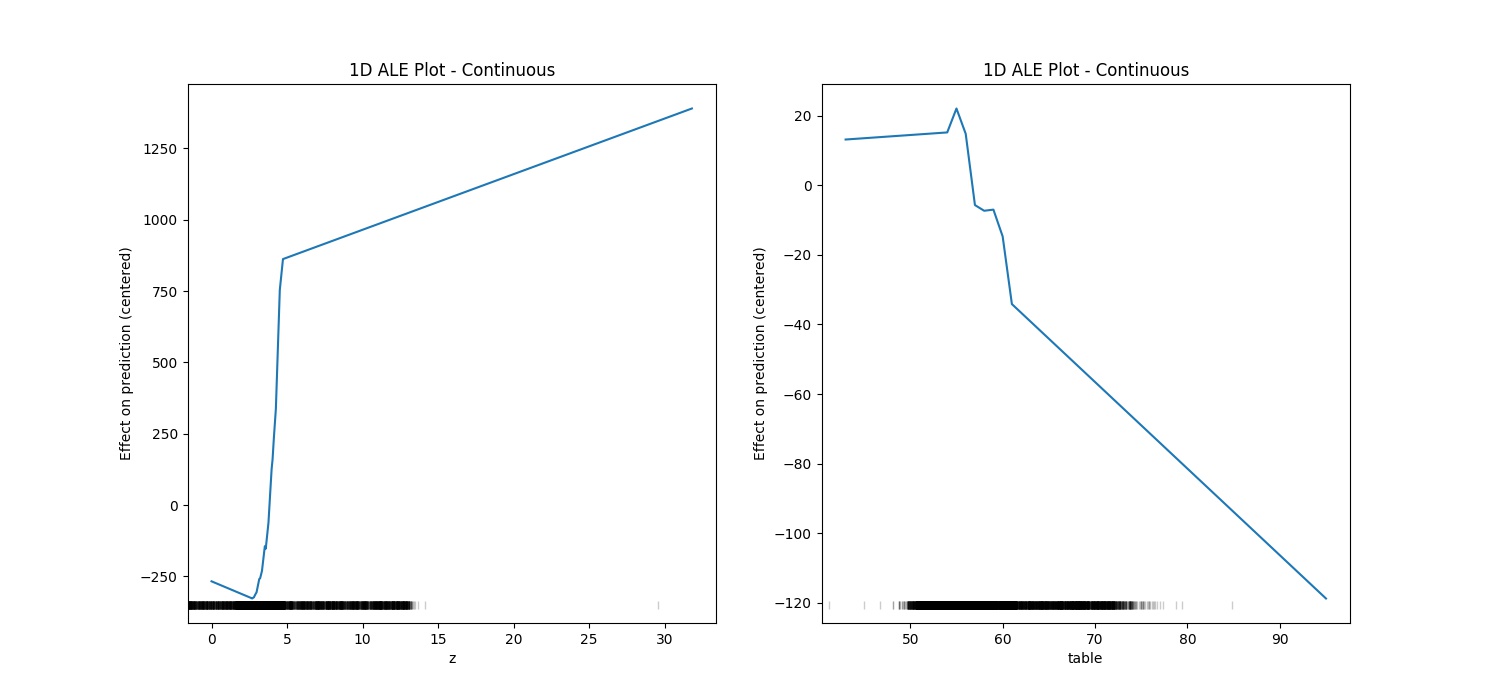 1D ALE Plot - Continuous
1250
1000
750
500
250
0
−250
0 5 10 15 20 25 30
z
Effect on prediction (centered)
1D ALE Plot - Continuous
20
0
−20
−40
−60
−80
−100
−120
50 60 70 80 90
table
Effect on prediction (centered)